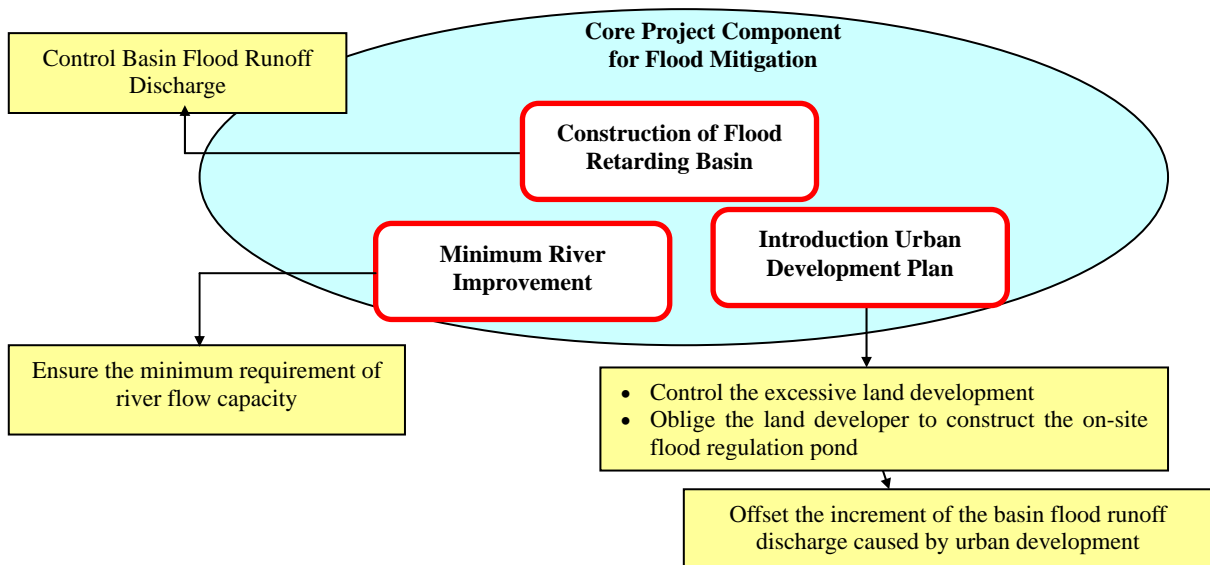 Core Project Component
for Flood Mitigation
Control Basin Flood Runoff
Discharge
Construction of Flood
Retarding Basin
Minimum River
Improvement
Introduction Urban
Development Plan
Ensure the minimum requirement of
river flow capacity
• Control the excessive land development
• Oblige the land developer to construct the on-site
flood regulation pond
Offset the increment of the basin flood runoff
discharge caused by urban development